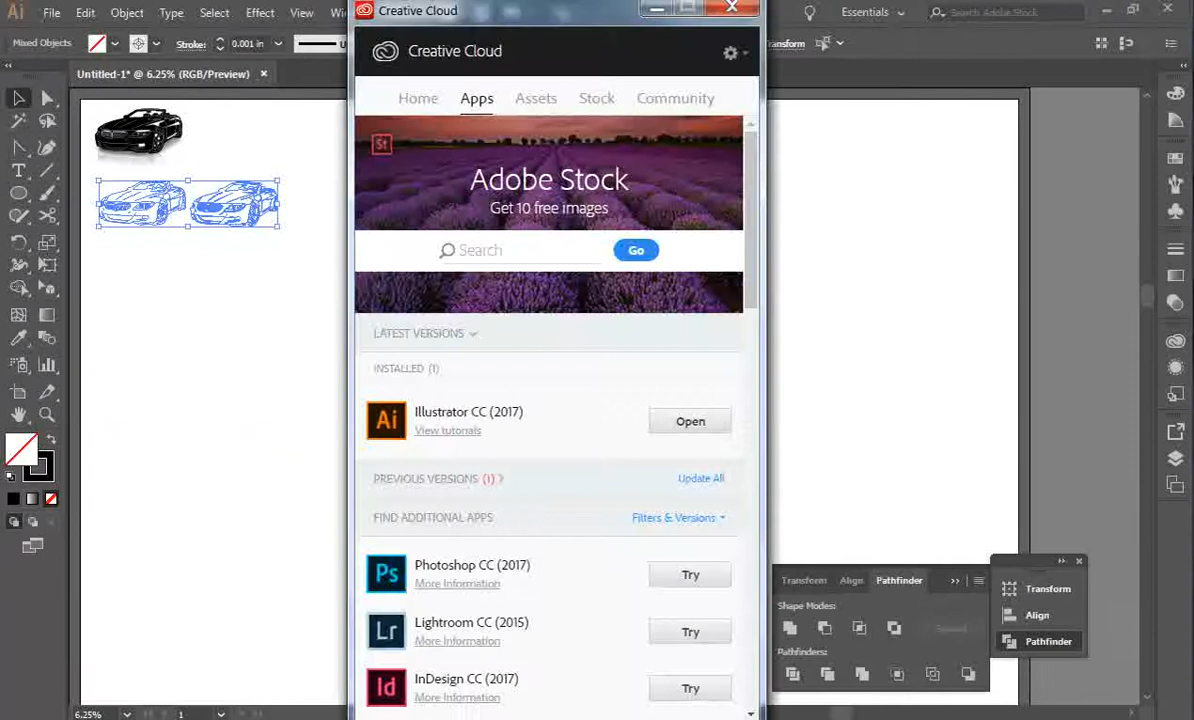 Ai File Edit Object Type Select Effect View
Essentials
Search Adobe Stock
Mixed Objects
Stroke:
0.001 in
Transform
Untitled-1* @ 6.25% (RGB/Preview) ×
Creative Cloud
Creative Cloud
Home Apps Assets Stock Community
St
Adobe Stock
Get 10 free images
Search
Go
LATEST VERSIONS
INSTALLED (1)
Ai
Illustrator CC (2017)
View tutorials
Open
PREVIOUS VERSIONS (1)
Update All
FIND ADDITIONAL APPS
Filters & Versions
Ps
Photoshop CC (2017)
More Information
Try
Lr
Lightroom CC (2015)
More Information
Try
Id
InDesign CC (2017)
More Information
Try
Transform Align Pathfinder
Shape Modes:
Pathfinders:
Transform
Align
Pathfinder
6.25%
1